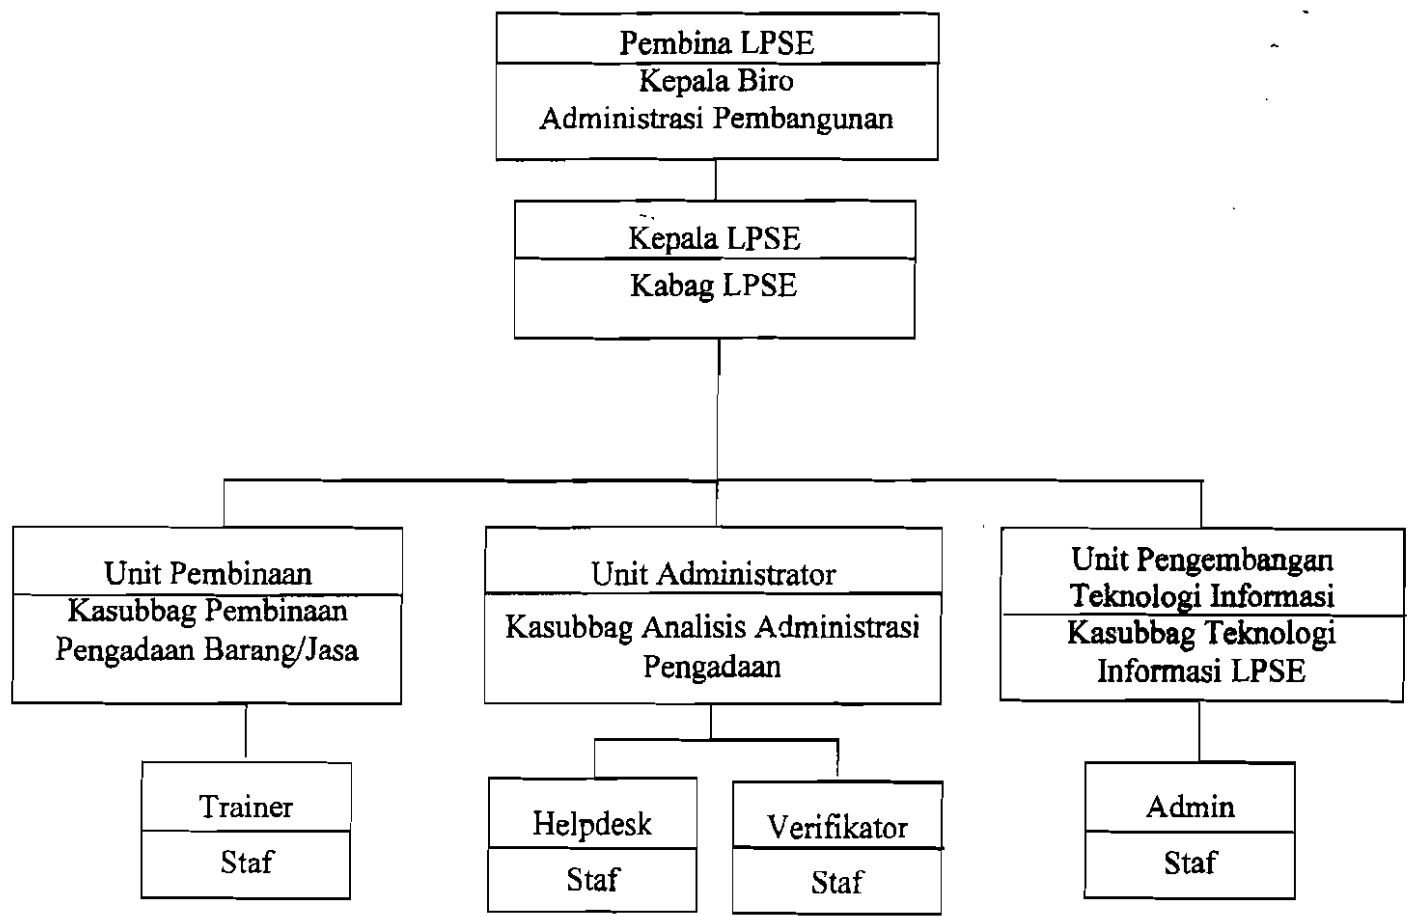 Pembina LPSE
Kepala Biro
Administrasi Pembangunan
Kepala LPSE
Kabag LPSE
Unit Pembinaan
Kasubbag Pembinaan
Pengadaan Barang/Jasa
Unit Administrator
Kasubbag Analisis Administrasi
Pengadaan
Unit Pengembangan
Teknologi Informasi
Kasubbag Teknologi
Informasi LPSE
Trainer
Staf
Helpdesk
Staf
Verifikator
Staf
Admin
Staf